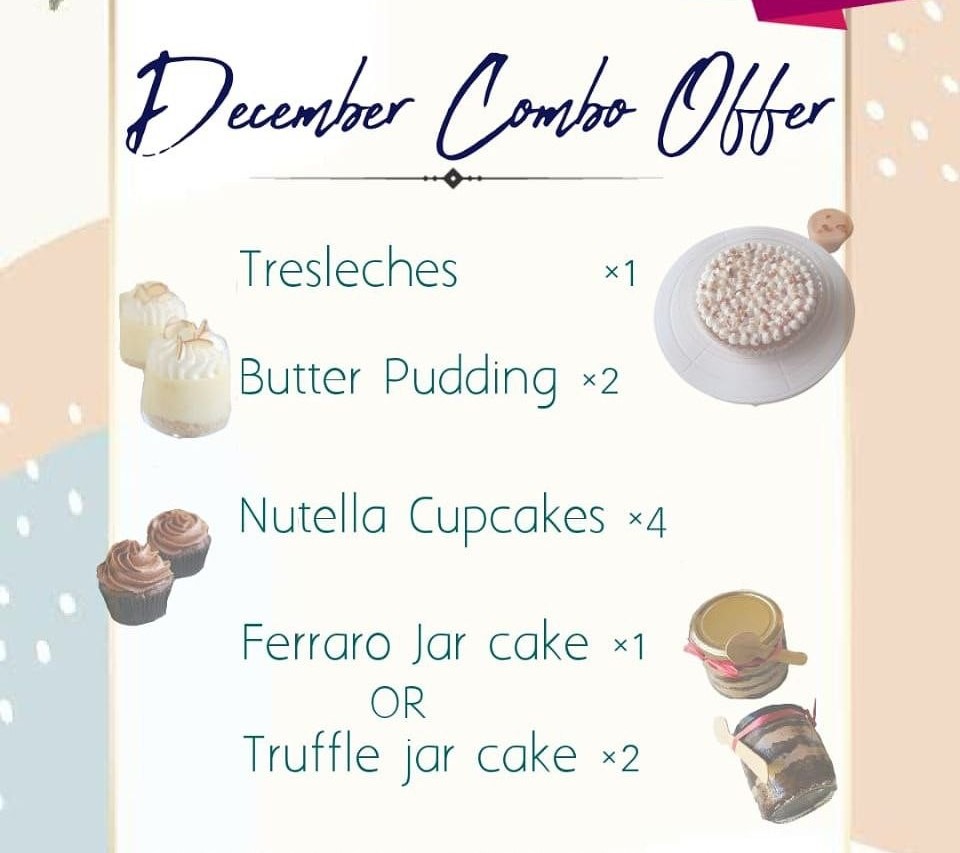 December Combo Offer
Tresleches ×1
Butter Pudding ×2
Nutella Cupcakes ×4
Ferraro Jar cake ×1
OR
Truffle jar cake ×2